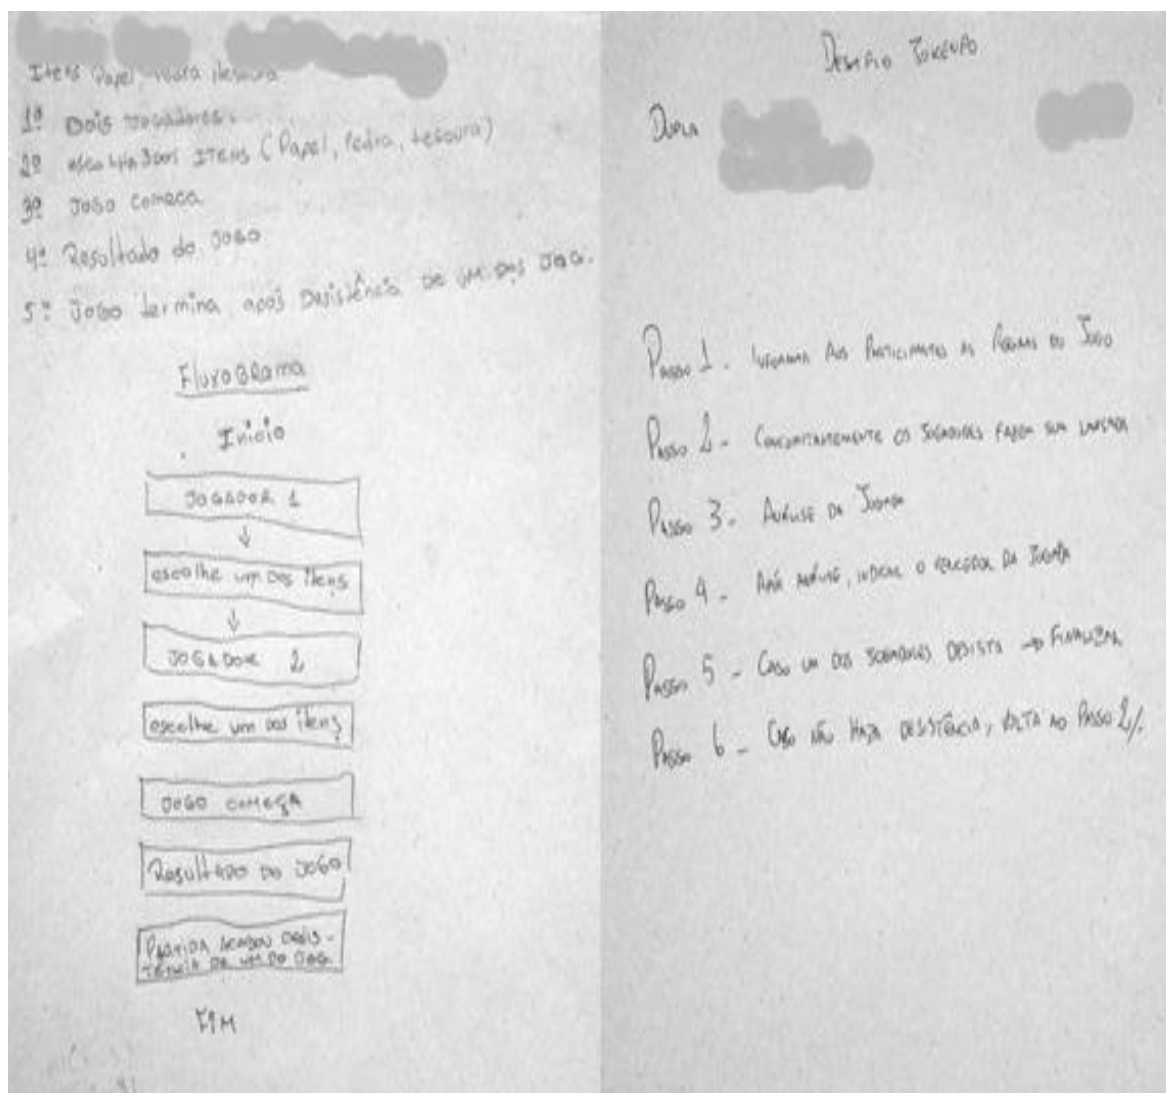 Itens Papel, Pedra, tesoura
1º Dois Jogadores.
2º escolha dos ITENS (Papel, Pedra, tesoura)
3º Jogo começa
4º Resultado do JOGO
5º Jogo termina após Desistência de UM DOS JOG.
FluxoGRama
Início
JOGADOR 1
escolhe um dos itens
JOGADOR 2
escolhe um dos itens
JOGO COMEÇA
Resultado do JOGO
PARTIDA ACABOU DESIS-
TÊNCIA DE UM DO JOG.
FIM
DESAFIO JOKENPO
DUPLA
PASSO 1 - INFORMAR AOS PARTICIPANTES AS REGRAS DO JOGO
PASSO 2 - CONCOMITANTEMENTE OS JOGADORES FAZEM SUA JOGADA
PASSO 3 - ANÁLISE DA JOGADA
PASSO 4 - APÓS ANÁLISE, INDICAR O VENCEDOR DA JOGADA
PASSO 5 - CASO UM DOS JOGADORES DESISTA → FINALIZAR
PASSO 6 - CASO NÃO HAJA DESISTÊNCIA, VOLTA AO PASSO 2/.